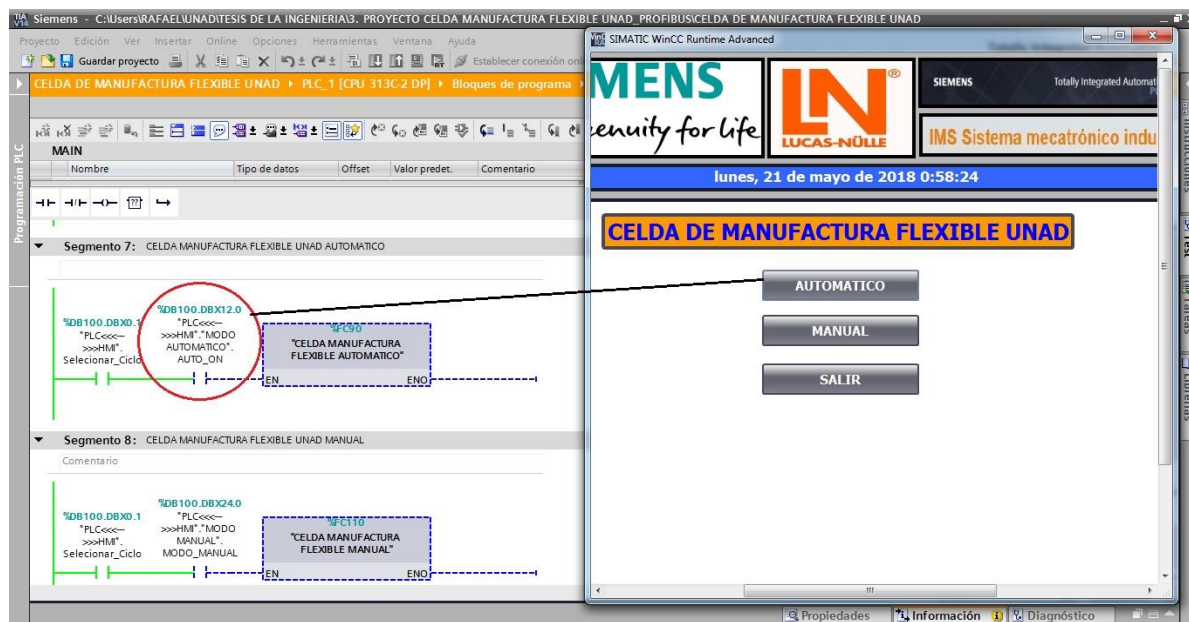 Siemens - C:\Users\RAFAEL\UNAD\TESIS DE LA INGENIERIA\3. PROYECTO CELDA MANUFACTURA FLEXIBLE UNAD_PROFIBUS\CELDA DE MANUFACTURA FLEXIBLE UNAD
Proyecto Edición Ver Insertar Online Opciones Herramientas Ventana Ayuda
Guardar proyecto
Establecer conexión onl
CELDA DE MANUFACTURA FLEXIBLE UNAD PLC_1 [CPU 313C-2 DP] Bloques de programa
Programación PLC
MAIN
Nombre Tipo de datos Offset Valor predet. Comentario
Segmento 7: CELDA MANUFACTURA FLEXIBLE UNAD AUTOMATICO
%DB100.DBX0.1
"PLC<<<—
>>>HMI".
Selecionar_Ciclo
%DB100.DBX12.0
"PLC<<<—
>>>HMI"."MODO
AUTOMATICO".
AUTO_ON
%FC90
"CELDA MANUFACTURA
FLEXIBLE AUTOMATICO"
EN ENO
Segmento 8: CELDA MANUFACTURA FLEXIBLE UNAD MANUAL
Comentario
%DB100.DBX0.1
"PLC<<<—
>>>HMI".
Selecionar_Ciclo
%DB100.DBX24.0
"PLC<<<—
>>>HMI"."MODO
MANUAL".
MODO_MANUAL
%FC110
"CELDA MANUFACTURA
FLEXIBLE MANUAL"
EN ENO
SIMATIC WinCC Runtime Advanced
MENS
enuity for life
LN®
LUCAS-NÜLLE
SIEMENS Totally Integrated Automati
IMS Sistema mecatrónico indu
lunes, 21 de mayo de 2018 0:58:24
CELDA DE MANUFACTURA FLEXIBLE UNAD
AUTOMATICO
MANUAL
SALIR
Propiedades Información Diagnóstico